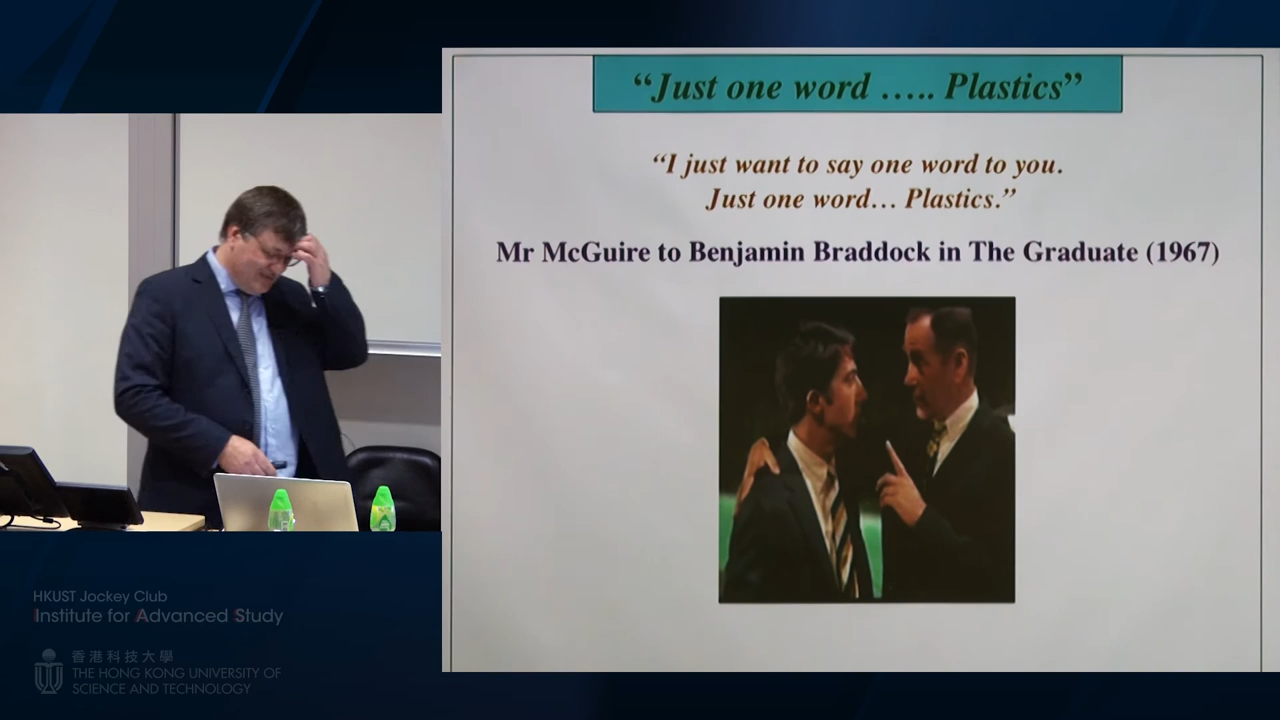 “Just one word ….. Plastics”
“I just want to say one word to you.
Just one word… Plastics.”
Mr McGuire to Benjamin Braddock in The Graduate (1967)
HKUST Jockey Club
Institute for Advanced Study
香港科技大學
THE HONG KONG UNIVERSITY OF
SCIENCE AND TECHNOLOGY